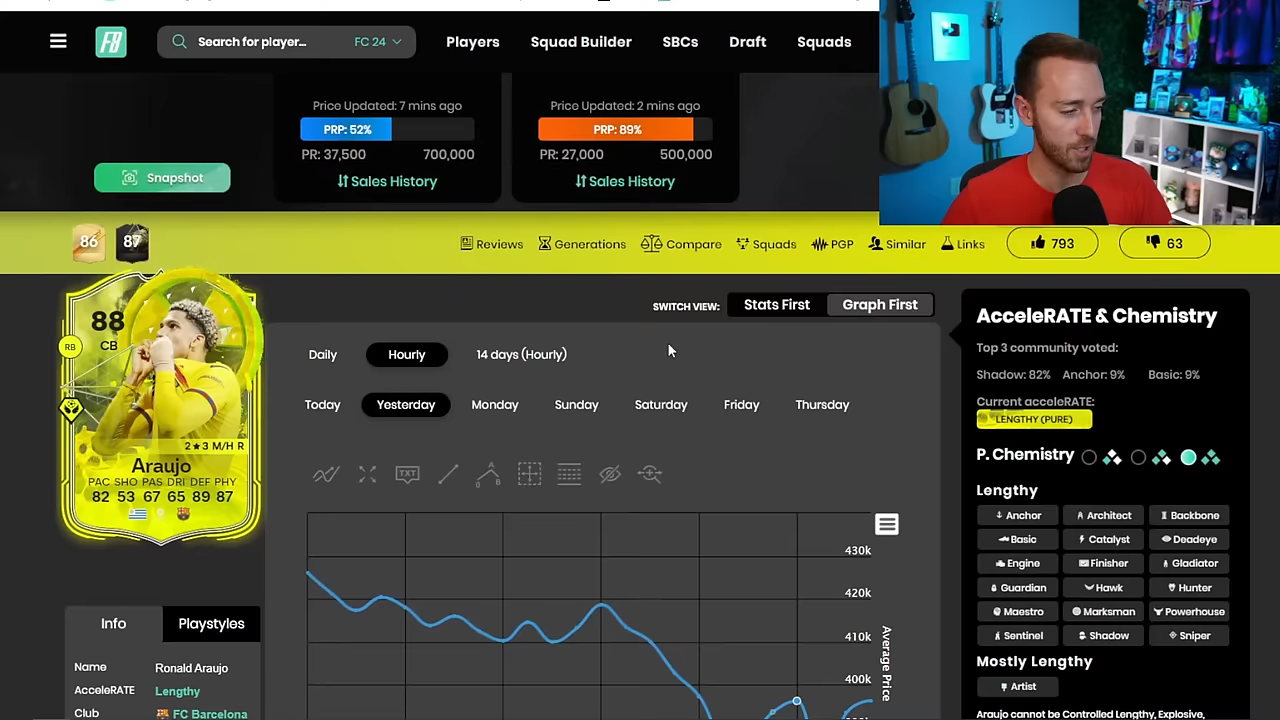 FB
Search for player...
FC 24
Players
Squad Builder
SBCs
Draft
Squads
Price Updated: 7 mins ago
Price Updated: 2 mins ago
PRP: 52%
PRP: 89%
PR: 37,500
700,000
PR: 27,000
500,000
Snapshot
Sales History
Sales History
86
87
Reviews
Generations
Compare
Squads
PGP
Similar
Links
793
63
SWITCH VIEW:
Stats First
Graph First
88
CB
RB
2★3 M/H R
Araujo
PAC SHO PAS DRI DEF PHY
82 53 67 65 89 87
Daily
Hourly
14 days (Hourly)
Today
Yesterday
Monday
Sunday
Saturday
Friday
Thursday
TXT
430k
420k
410k
400k
Average Price
Info
Playstyles
Name
Ronald Araujo
AcceleRATE
Lengthy
Club
FC Barcelona
AcceleRATE & Chemistry
Top 3 community voted:
Shadow: 82%
Anchor: 9%
Basic: 9%
Current acceleRATE:
LENGTHY (PURE)
P. Chemistry
Lengthy
Anchor
Architect
Backbone
Basic
Catalyst
Deadeye
Engine
Finisher
Gladiator
Guardian
Hawk
Hunter
Maestro
Marksman
Powerhouse
Sentinel
Shadow
Sniper
Mostly Lengthy
Artist
Araujo cannot be Controlled Lengthy, Explosive,